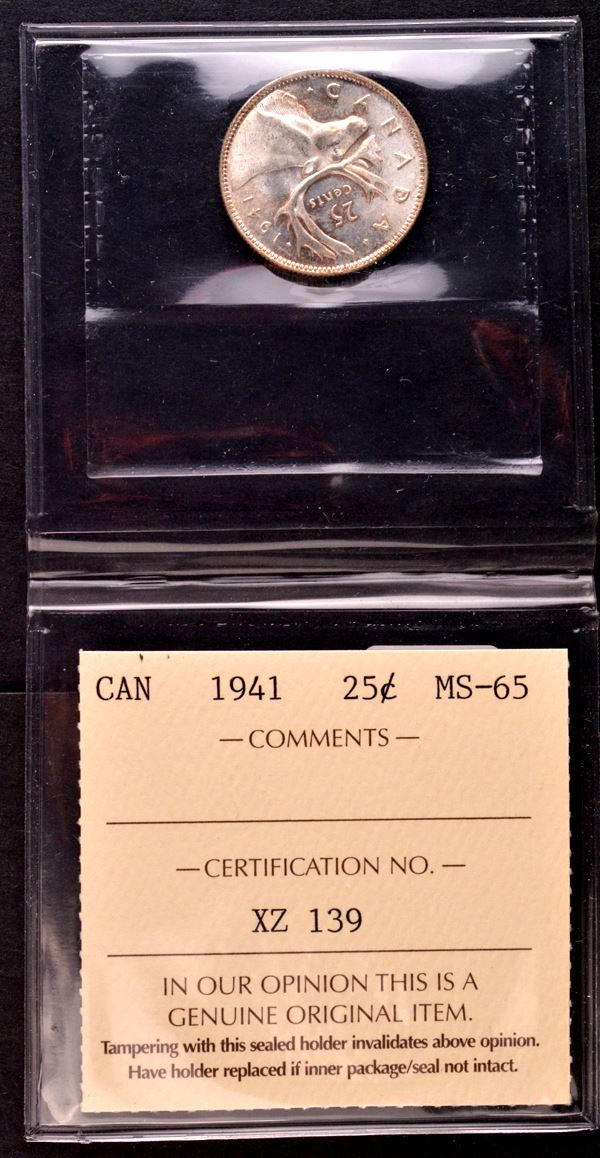 CANADA
25
cents
1941
CAN 1941 25¢ MS-65
— COMMENTS —
— CERTIFICATION NO. —
XZ 139
IN OUR OPINION THIS IS A
GENUINE ORIGINAL ITEM.
Tampering with this sealed holder invalidates above opinion.
Have holder replaced if inner package/seal not intact.